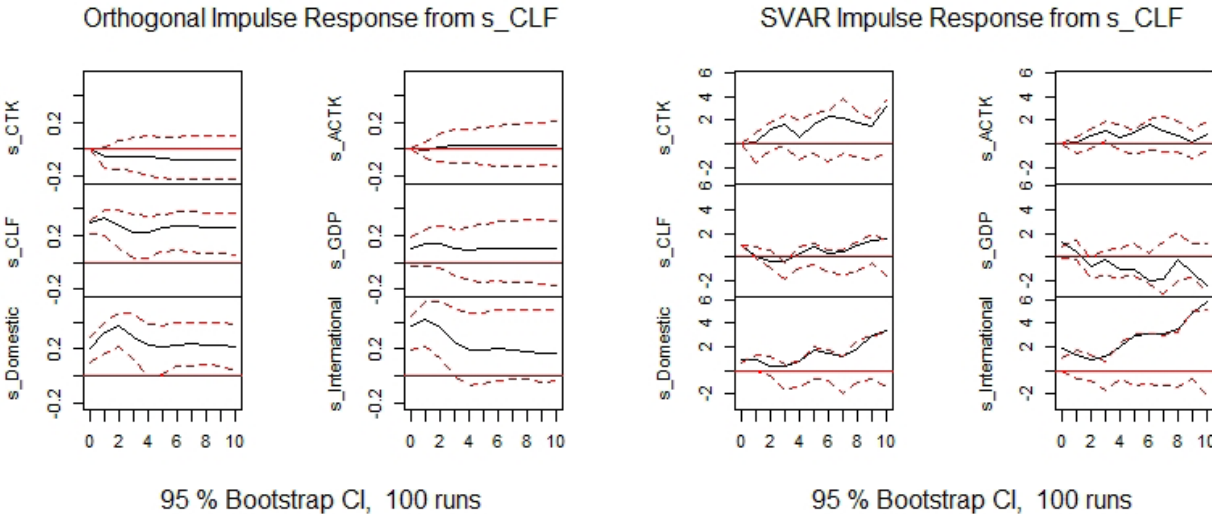 Orthogonal Impulse Response from s_CLF
s_CTK
-0.2 0.2
s_CLF
-0.2 0.2
s_Domestic
-0.2 0.2
0 2 4 6 8 10
s_ACTK
-0.2 0.2
s_GDP
-0.2 0.2
s_International
-0.2 0.2
0 2 4 6 8 10
95 % Bootstrap CI, 100 runs
SVAR Impulse Response from s_CLF
s_CTK
-2 2 4 6
s_CLF
-2 2 4 6
s_Domestic
-2 2 4 6
0 2 4 6 8 10
s_ACTK
-2 2 4 6
s_GDP
-2 2 4 6
s_International
-2 2 4 6
0 2 4 6 8 10
95 % Bootstrap CI, 100 runs